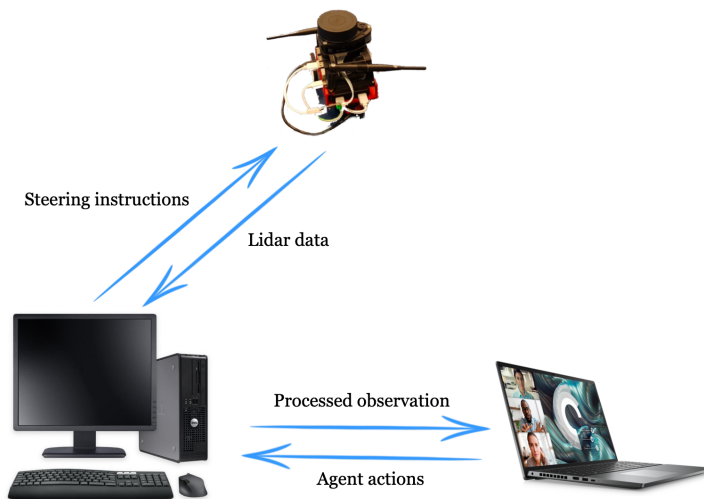 Steering instructions
Lidar data
Processed observation
Agent actions